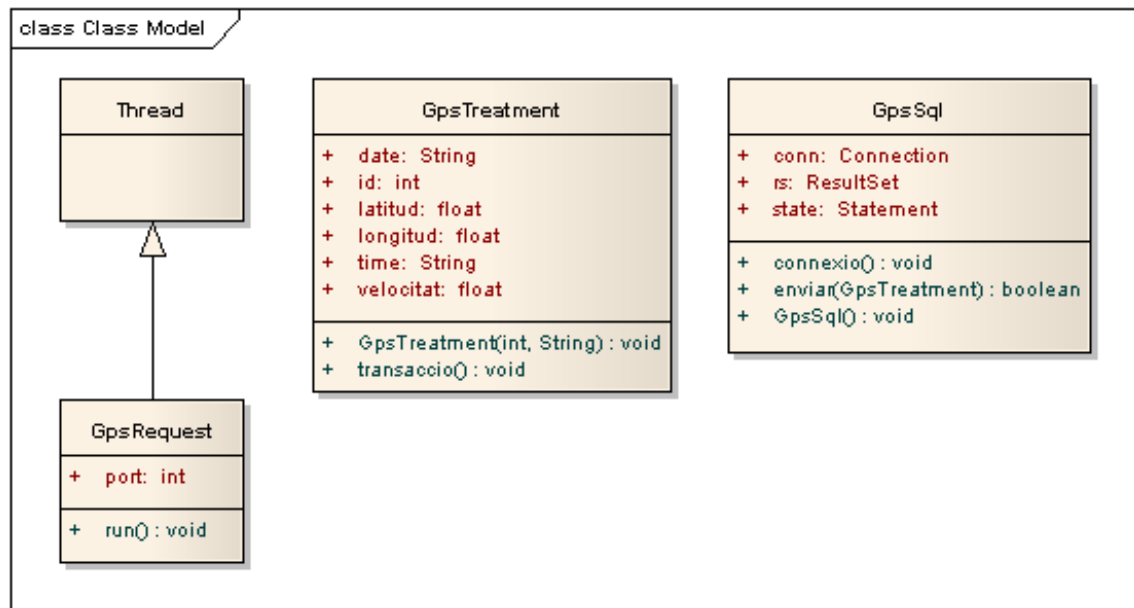 class Class Model
Thread
GpsTreatment
+ date: String
+ id: int
+ latitud: float
+ longitud: float
+ time: String
+ velocitat: float
+ GpsTreatment(int, String) : void
+ transaccio() : void
GpsSql
+ conn: Connection
+ rs: ResultSet
+ state: Statement
+ connexio() : void
+ enviar(GpsTreatment) : boolean
+ GpsSql() : void
GpsRequest
+ port: int
+ run() : void